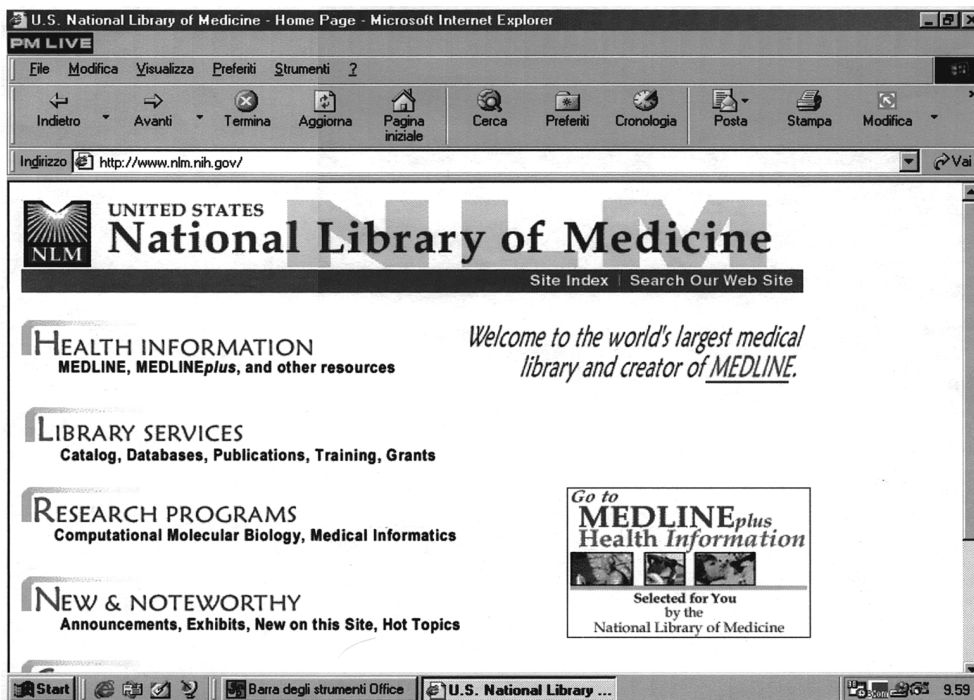 U.S. National Library of Medicine - Home Page - Microsoft Internet Explorer
PM LIVE
File Modifica Visualizza Preferiti Strumenti ?
Indietro Avanti Termina Aggiorna Pagina iniziale Cerca Preferiti Cronologia Posta Stampa Modifica
Indirizzo http://www.nlm.nih.gov/ Vai
NLM
UNITED STATES
National Library of Medicine
NLM
Site Index | Search Our Web Site
HEALTH INFORMATION
MEDLINE, MEDLINEplus, and other resources
Welcome to the world's largest medical
library and creator of MEDLINE.
LIBRARY SERVICES
Catalog, Databases, Publications, Training, Grants
RESEARCH PROGRAMS
Computational Molecular Biology, Medical Informatics
Go to
MEDLINEplus
Health Information
Selected for You
by the
National Library of Medicine
NEW & NOTEWORTHY
Announcements, Exhibits, New on this Site, Hot Topics
Start Barra degli strumenti Office U.S. National Library ... 9.59